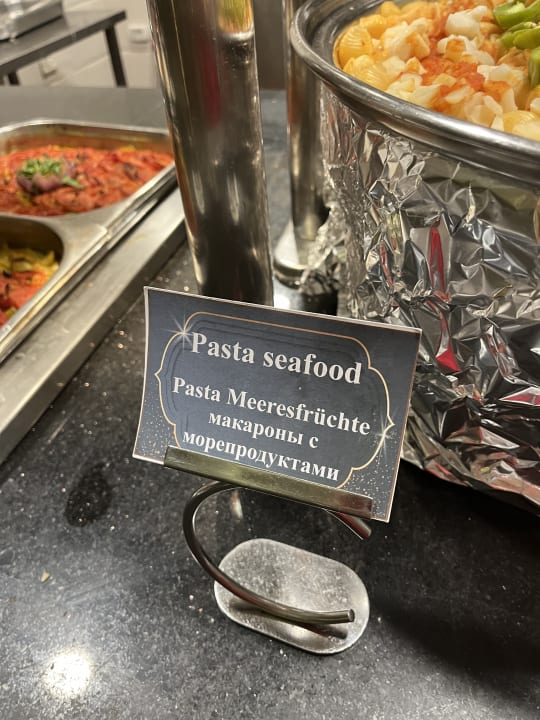 Pasta seafood
Pasta Meeresfrüchte
макароны с
морепродуктами